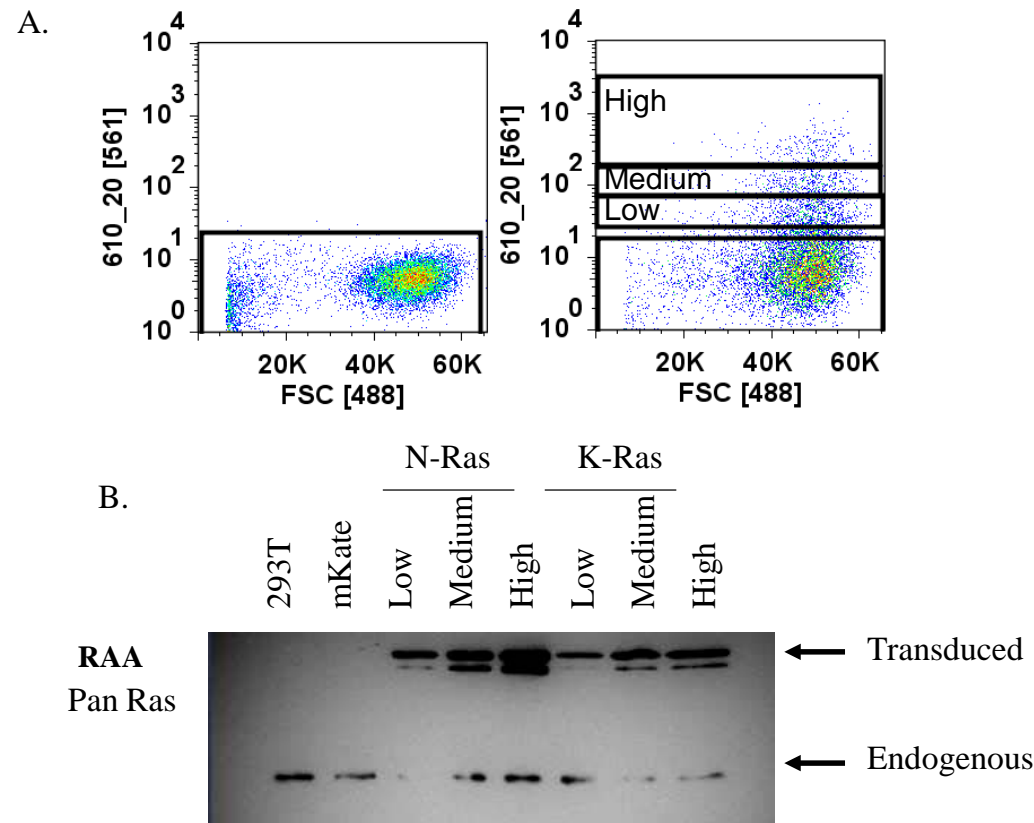 A.
10 4
10 3
10 2
10 1
10 0
610_20 [561]
20K 40K 60K
FSC [488]
10 4
10 3
10 2
10 1
10 0
610_20 [561]
High
Medium
Low
20K 40K 60K
FSC [488]
B.
N-Ras K-Ras
293T
mKate
Low
Medium
High
Low
Medium
High
RAA
Pan Ras
Transduced
Endogenous